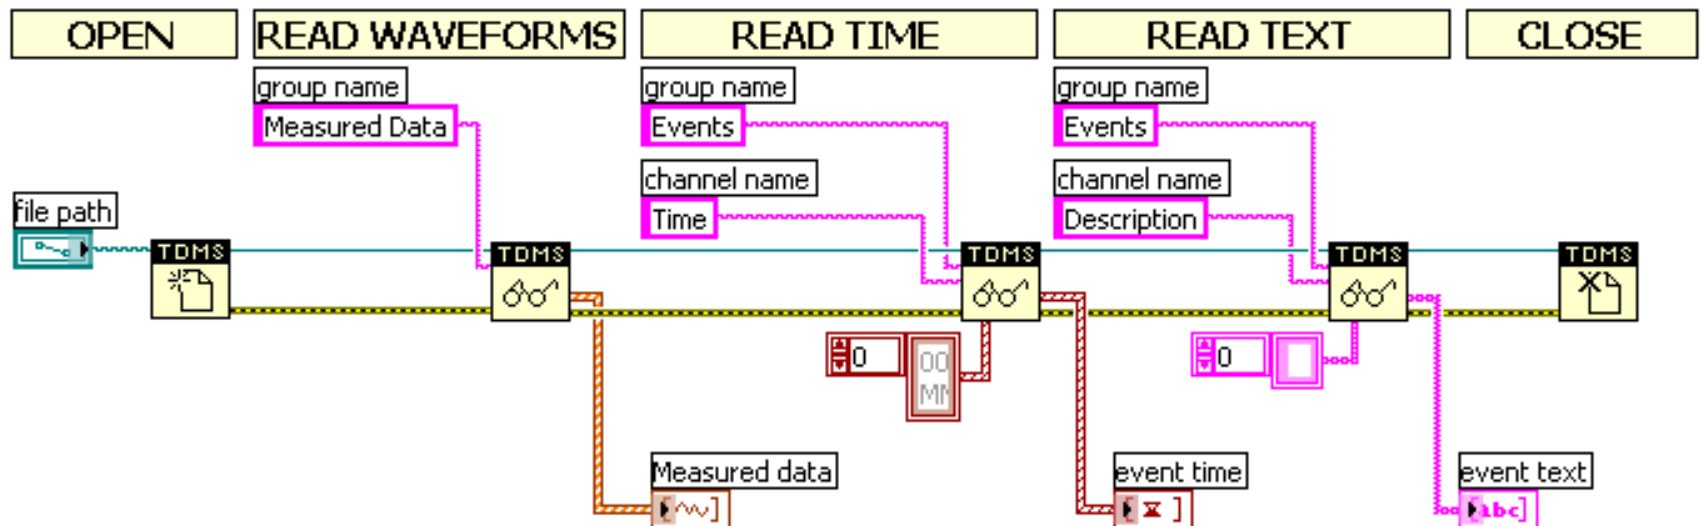 OPEN
READ WAVEFORMS
READ TIME
READ TEXT
CLOSE
group name
Measured Data
group name
Events
group name
Events
channel name
Time
channel name
Description
file path
TDMS
TDMS
TDMS
TDMS
TDMS
0
00
0
Measured data
event time
event text
abc